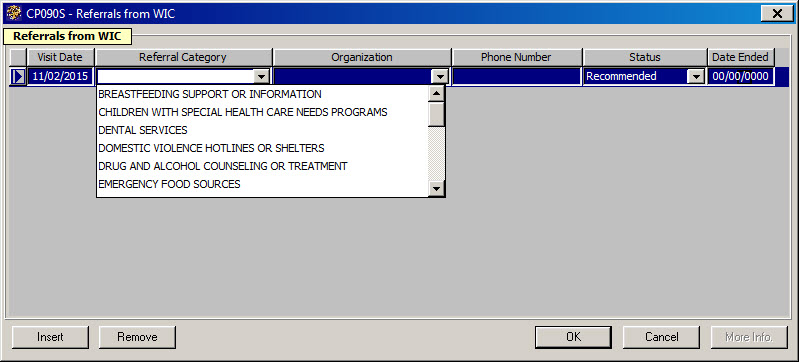 CP090S - Referrals from WIC
Referrals from WIC
Visit Date Referral Category Organization Phone Number Status Date Ended
11/02/2015 Recommended 00/00/0000
BREASTFEEDING SUPPORT OR INFORMATION
CHILDREN WITH SPECIAL HEALTH CARE NEEDS PROGRAMS
DENTAL SERVICES
DOMESTIC VIOLENCE HOTLINES OR SHELTERS
DRUG AND ALCOHOL COUNSELING OR TREATMENT
EMERGENCY FOOD SOURCES
Insert Remove OK Cancel More Info.